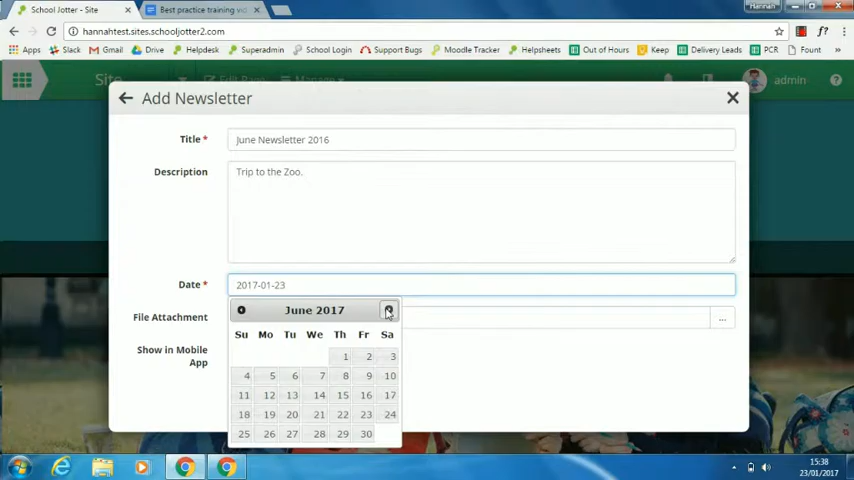 School Jotter - Site
Best practice training vid
Hannah
hannahtest.sites.schooljotter2.com
Apps Slack Gmail Drive Helpdesk Superadmin School Login Support Bugs Moodle Tracker Helpsheets Out of Hours Keep Delivery Leads PCR Fount
Site Edit Page Manage admin
Add Newsletter
Title * June Newsletter 2016
Description Trip to the Zoo.
Date * 2017-01-23
June 2017
File Attachment ...
Su Mo Tu We Th Fr Sa
Show in Mobile
App
1 2 3
4 5 6 7 8 9 10
11 12 13 14 15 16 17
18 19 20 21 22 23 24
25 26 27 28 29 30
15:38
23/01/2017